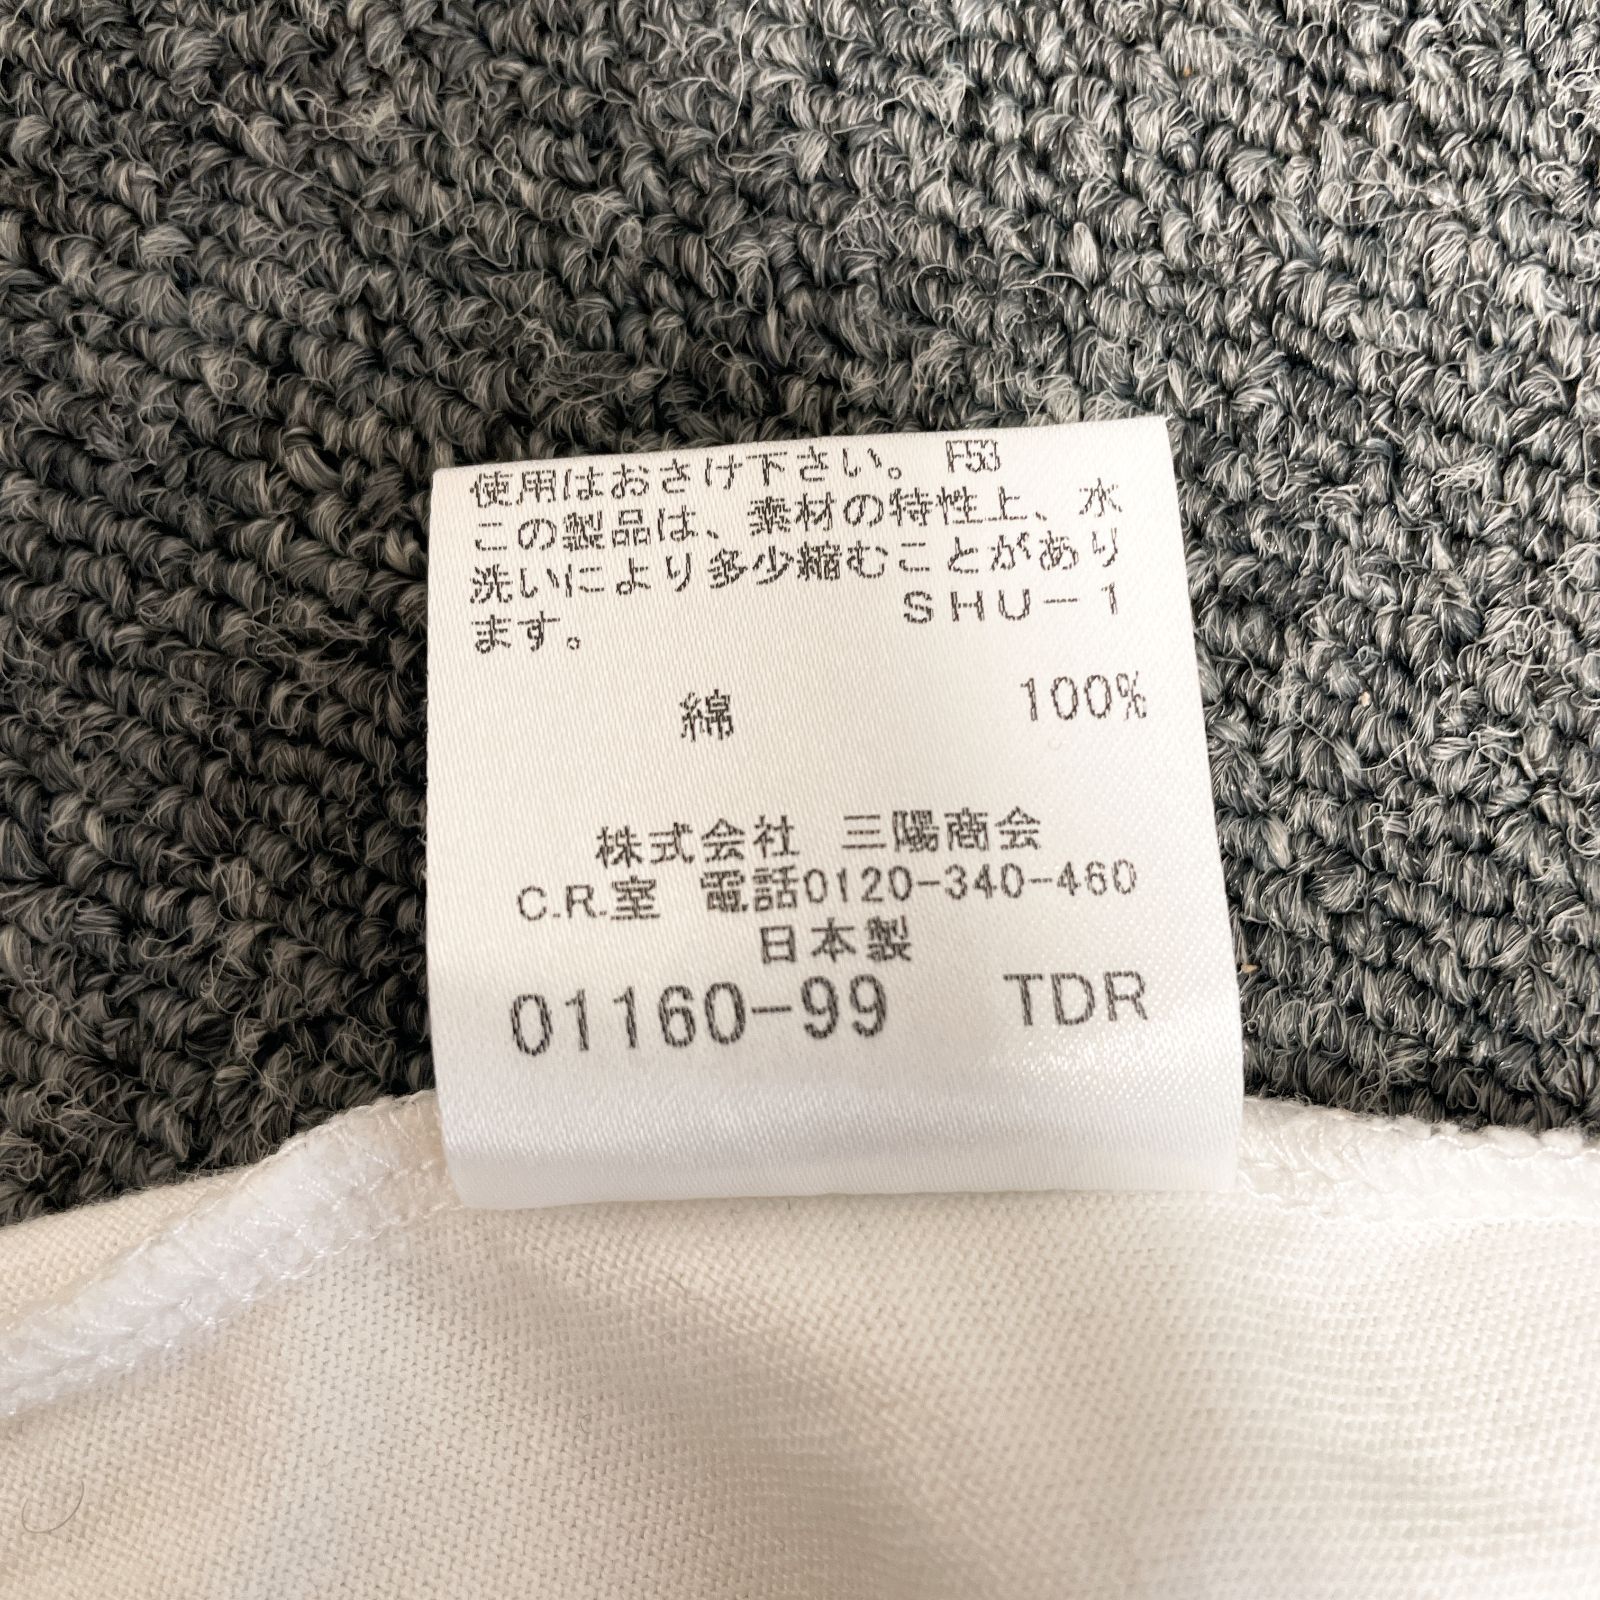 使用はおさけ下さい。 F53
この製品は、素材の特性上、水
洗いにより多少縮むことがあり
ます。 SHU-1
綿 100%
株式会社 三陽商会
C.R.室 電話0120-340-460
日本製
01160-99 TDR